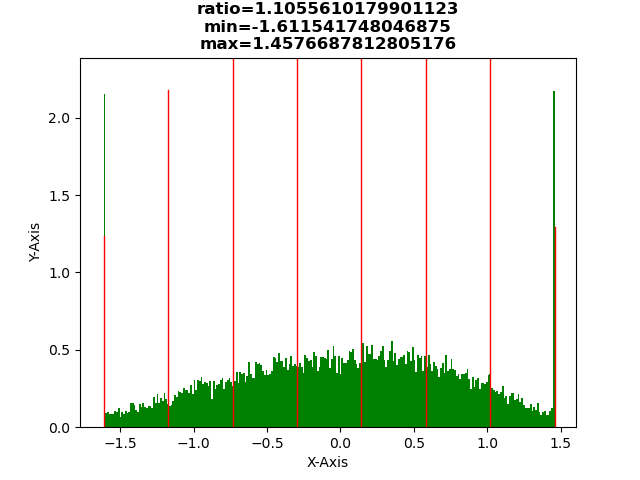 ratio=1.1055610179901123
min=-1.611541748046875
max=1.4576687812805176
2.0
1.5
1.0
0.5
0.0
Y-Axis
−1.5 −1.0 −0.5 0.0 0.5 1.0 1.5
X-Axis